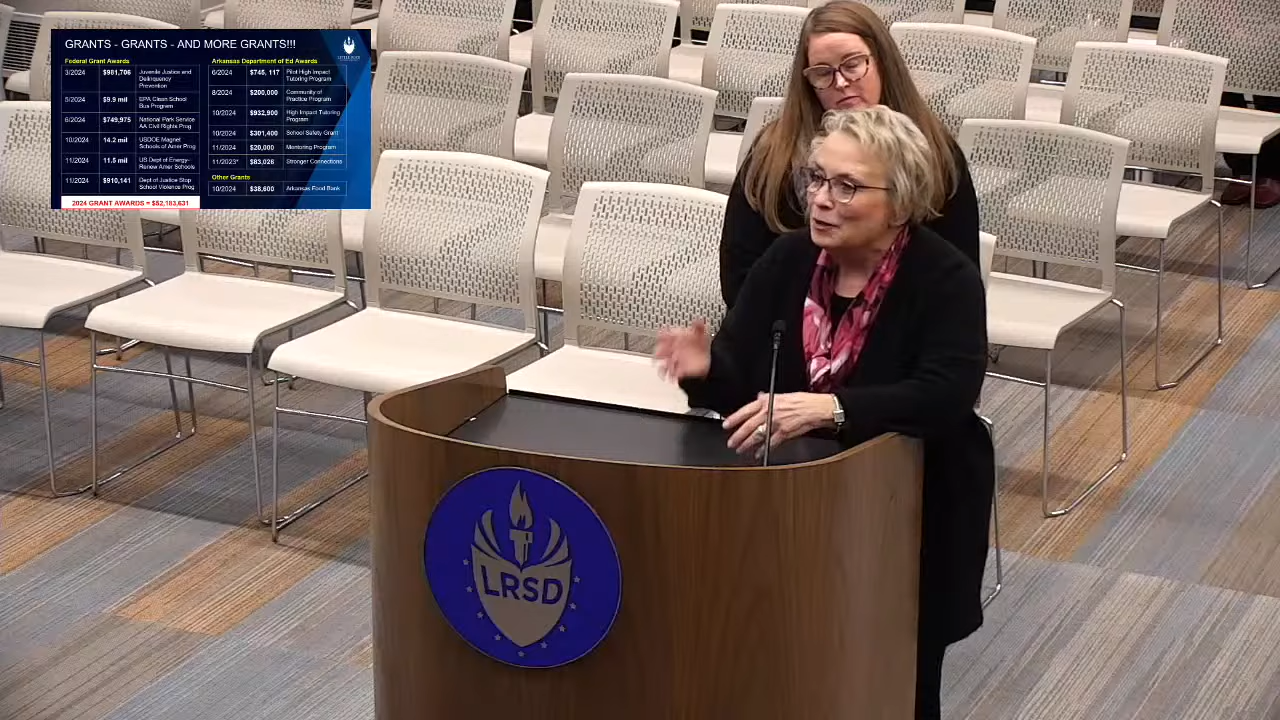 GRANTS - GRANTS - AND MORE GRANTS!!!
Federal Grant Awards
3/2024 $981,706 Juvenile Justice and
Delinquency
Prevention
5/2024 $9.9 mil EPA Clean School
Bus Program
6/2024 $749,975 National Park Service
AA Civil Rights Prog
10/2024 14.2 mil USDOE Magnet
Schools of Amer Prog
11/2024 11.5 mil US Dept of Energy-
Renew Amer Schools
11/2024 $910,141 Dept of Justice Stop
School Violence Prog
2024 GRANT AWARDS = $52,183,631
Arkansas Department of Ed Awards
6/2024 $745, 117 Pilot High Impact
Tutoring Program
8/2024 $200,000 Community of
Practice Program
10/2024 $932,900 High Impact Tutoring
Program
10/2024 $301,400 School Safety Grant
11/2024 $20,000 Mentoring Program
11/2023* $83,026 Stronger Connections
Other Grants
10/2024 $38,600 Arkansas Food Bank
LRSD